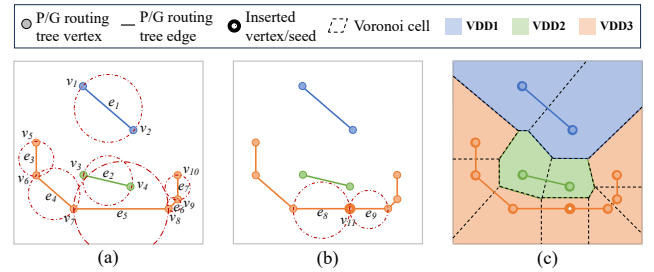 P/G routing tree vertex
P/G routing tree edge
Inserted vertex/seed
Voronoi cell
VDD1
VDD2
VDD3
v1
e1
v2
v5
e3
v6
e4
v7
v3
e2
v4
e5
v10
e7
v9
e6
v8
(a)
e8
v11
e9
(b)
(c)